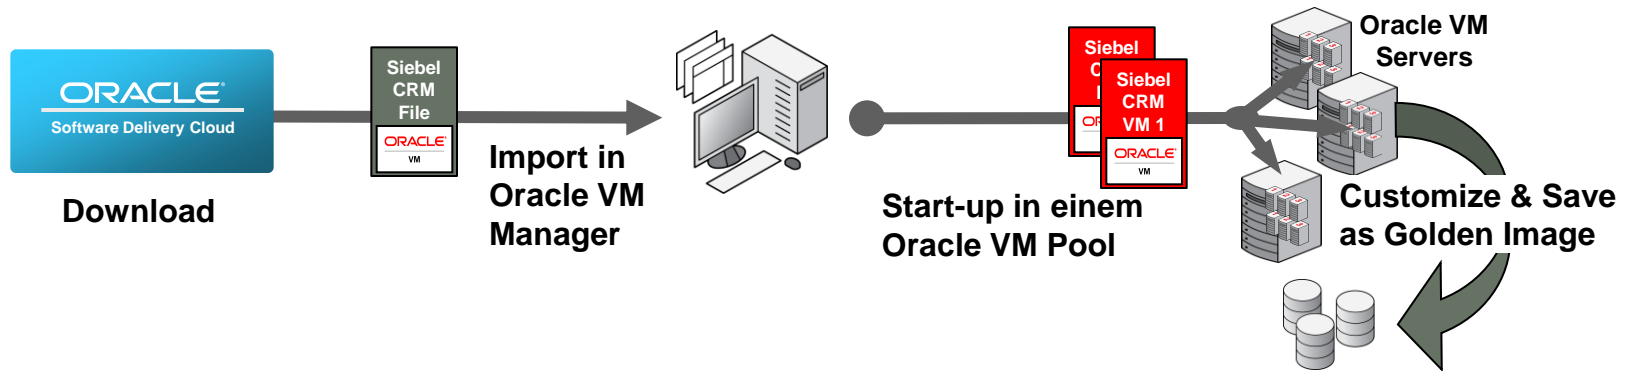 ORACLE
Software Delivery Cloud
Download
Siebel
CRM
File
ORACLE
VM
Import in
Oracle VM
Manager
Siebel
Siebel
CRM
VM 1
ORACLE
VM
Start-up in einem
Oracle VM Pool
Oracle VM
Servers
Customize & Save
as Golden Image